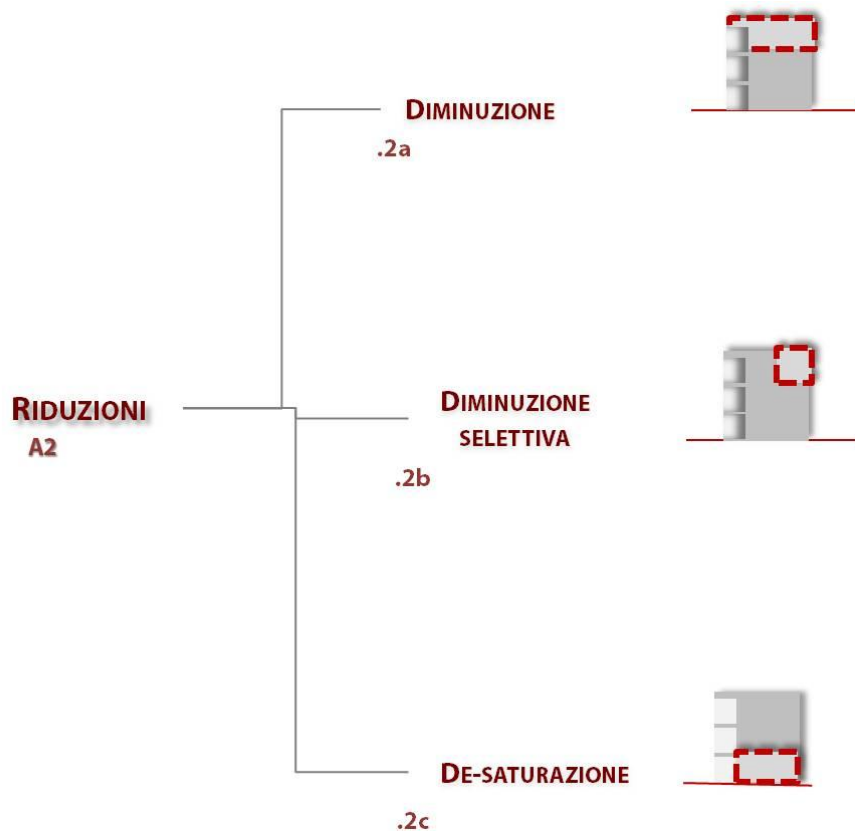 DIMINUZIONE
.2a
RIDUZIONI
A2
DIMINUZIONE
SELETTIVA
.2b
DE-SATURAZIONE
.2c